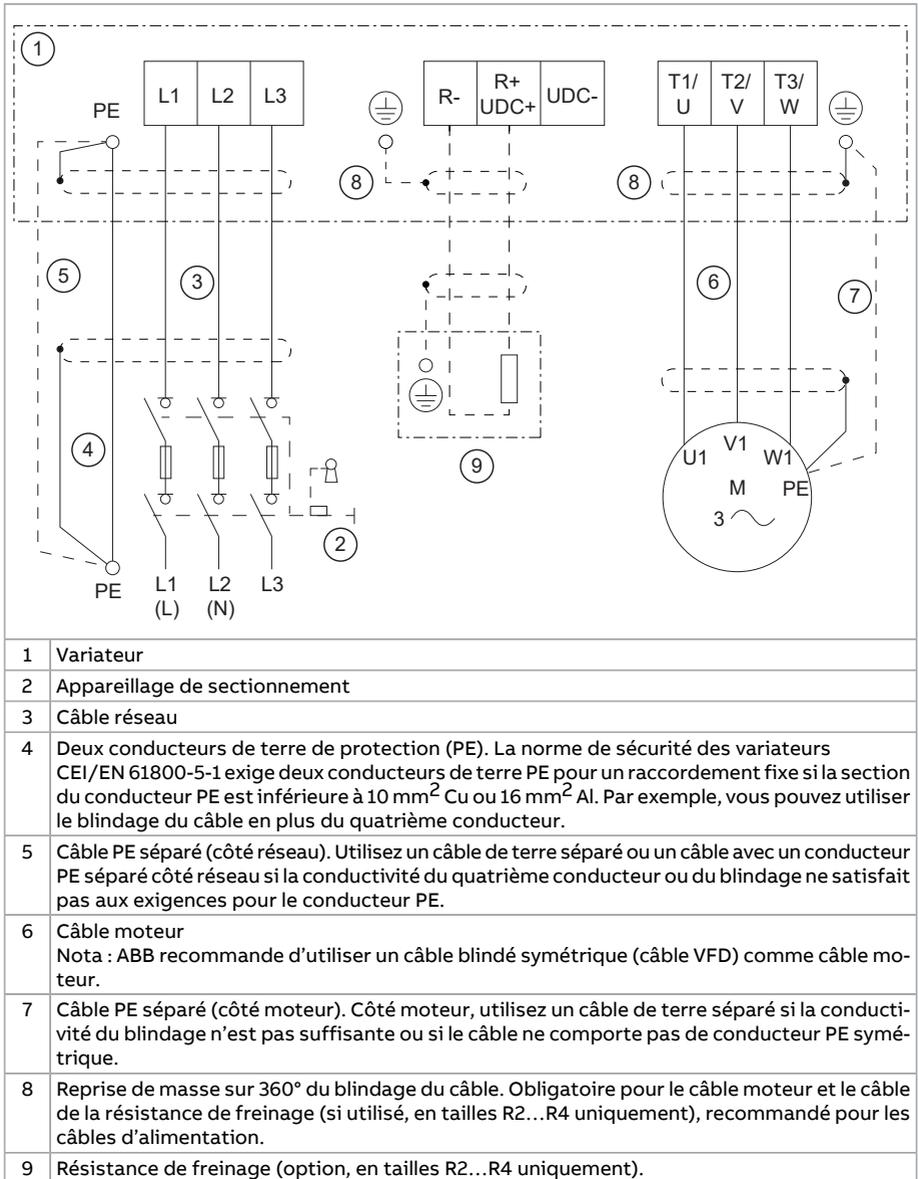 1
PE
L1
L2
L3
R-
R+
UDC+
UDC-
T1/
U
T2/
V
T3/
W
8
8
5
3
6
7
4
9
2
U1
V1
W1
M
PE
3
PE
L1
(L)
L2
(N)
L3
1 Variateur
2 Appareillage de sectionnement
3 Câble réseau
4 Deux conducteurs de terre de protection (PE). La norme de sécurité des variateurs
CEI/EN 61800-5-1 exige deux conducteurs de terre PE pour un raccordement fixe si la section
du conducteur PE est inférieure à 10 mm² Cu ou 16 mm² Al. Par exemple, vous pouvez utiliser
le blindage du câble en plus du quatrième conducteur.
5 Câble PE séparé (côté réseau). Utilisez un câble de terre séparé ou un câble avec un conducteur
PE séparé côté réseau si la conductivité du quatrième conducteur ou du blindage ne satisfait
pas aux exigences pour le conducteur PE.
6 Câble moteur
Nota : ABB recommande d'utiliser un câble blindé symétrique (câble VFD) comme câble mo-
teur.
7 Câble PE séparé (côté moteur). Côté moteur, utilisez un câble de terre séparé si la conducti-
vité du blindage n'est pas suffisante ou si le câble ne comporte pas de conducteur PE symé-
trique.
8 Reprise de masse sur 360° du blindage du câble. Obligatoire pour le câble moteur et le câble
de la résistance de freinage (si utilisé, en tailles R2…R4 uniquement), recommandé pour les
câbles d'alimentation.
9 Résistance de freinage (option, en tailles R2…R4 uniquement).